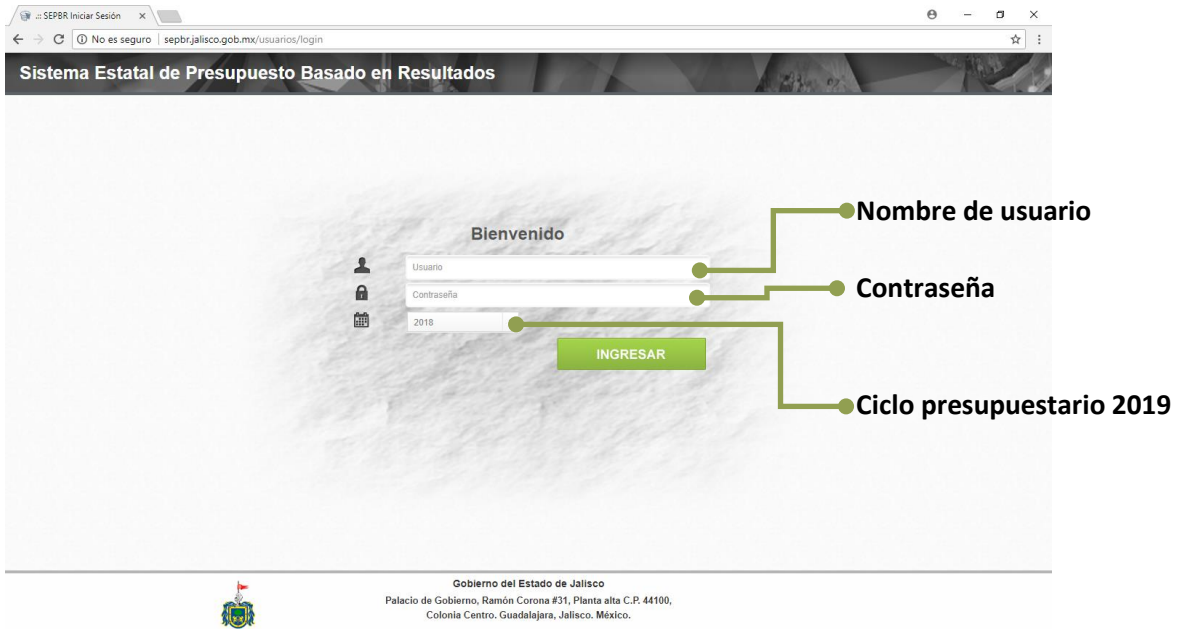 .:: SEPBR Iniciar Sesión
No es seguro | sepbr.jalisco.gob.mx/usuarios/login
Sistema Estatal de Presupuesto Basado en Resultados
Nombre de usuario
Bienvenido
Usuario
Contraseña
Contraseña
2018
INGRESAR
Ciclo presupuestario 2019
Gobierno del Estado de Jalisco
Palacio de Gobierno, Ramón Corona #31, Planta alta C.P. 44100,
Colonia Centro. Guadalajara, Jalisco. México.